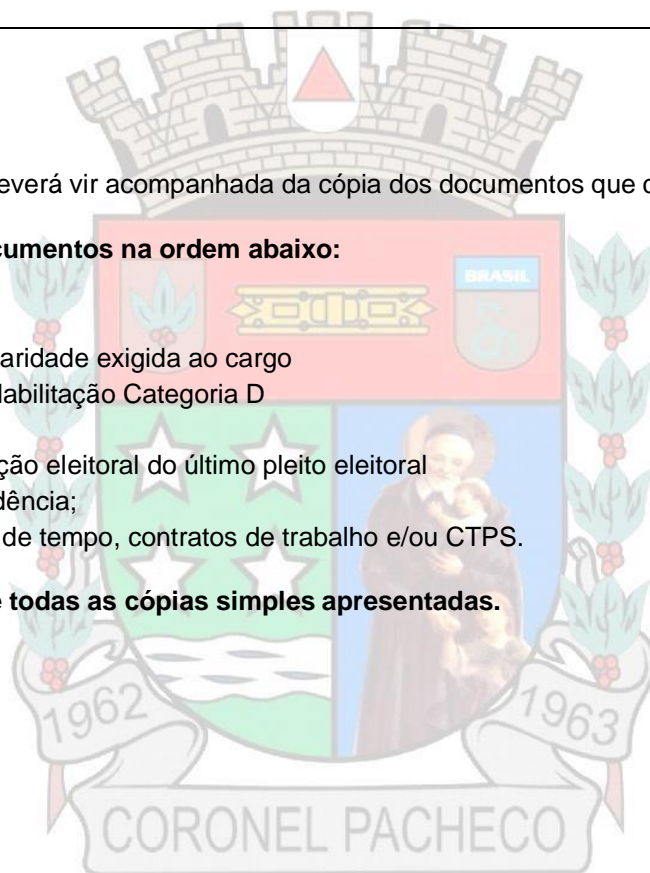 everá vir acompanhada da cópia dos documentos que c
cumentos na ordem abaixo:
BRASIL
aridade exigida ao cargo
Habilitação Categoria D
ção eleitoral do último pleito eleitoral
dência;
de tempo, contratos de trabalho e/ou CTPS.
e todas as cópias simples apresentadas.
1962
1963
CORONEL PACHECO